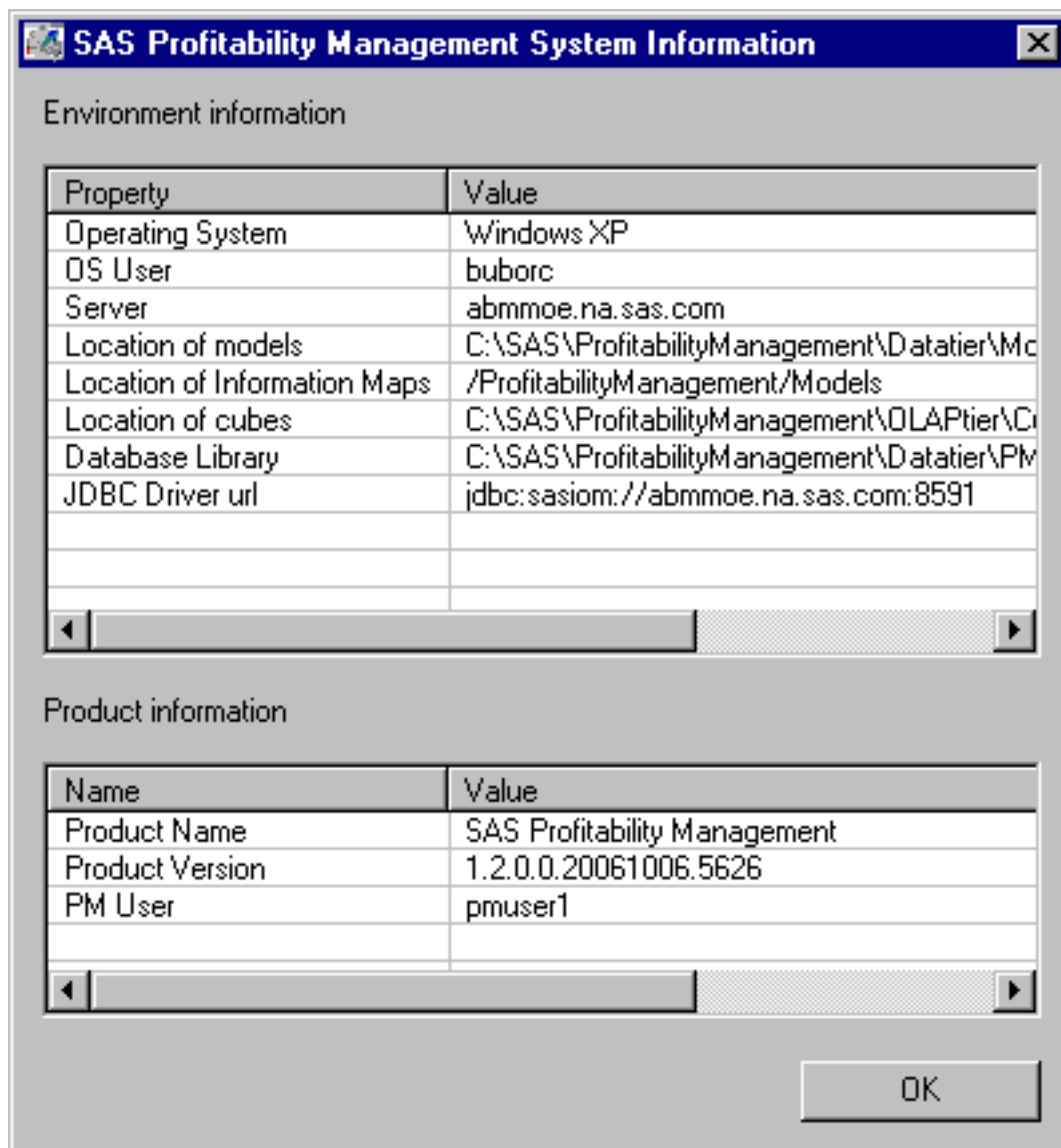 SAS Profitability Management System Information
Environment information
Property Value
Operating System Windows XP
OS User buborc
Server abmmoe.na.sas.com
Location of models C:\SAS\ProfitabilityManagement\Datatier\Mo
Location of Information Maps /ProfitabilityManagement/Models
Location of cubes C:\SAS\ProfitabilityManagement\OLAPtier\Cu
Database Library C:\SAS\ProfitabilityManagement\Datatier\PM
JDBC Driver url jdbc:sasiom://abmmoe.na.sas.com:8591
Product information
Name Value
Product Name SAS Profitability Management
Product Version 1.2.0.0.20061006.5626
PM User pmuser1
OK